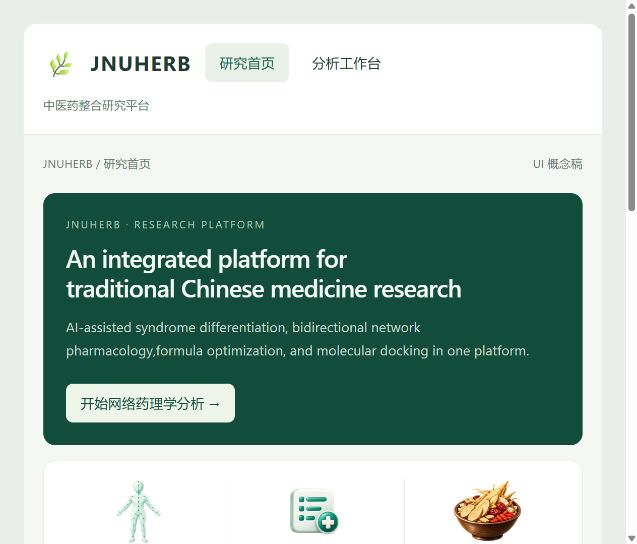 JNUHERB
研究首页
分析工作台
中医药整合研究平台
JNUHERB / 研究首页
UI 概念稿
JNUHERB · RESEARCH PLATFORM
An integrated platform for
traditional Chinese medicine research
AI-assisted syndrome differentiation, bidirectional network
pharmacology,formula optimization, and molecular docking in one platform.
开始网络药理学分析 →